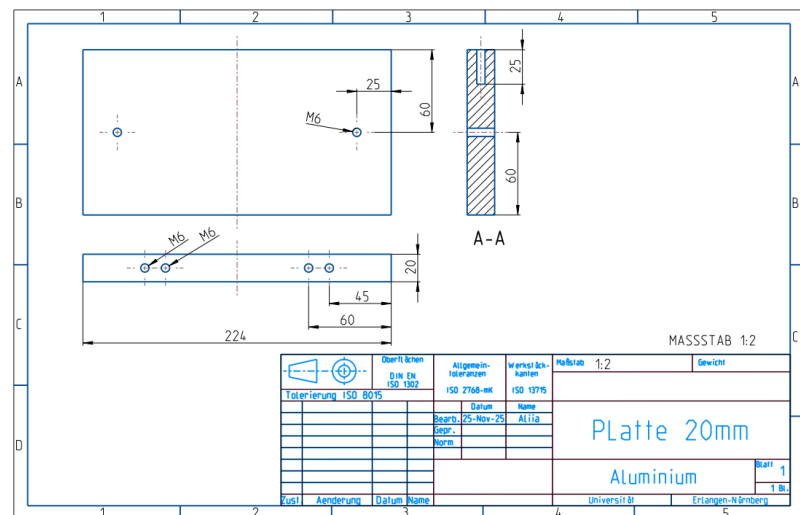 1 2 3 4 5
A A
25
60
M6
25
60
B B
A-A
M6 M6
20
45
60
224
C C
MASSSTAB 1:2
Oberflächen
DIN EN
ISO 1302
Allgemein-
toleranzen
ISO 2768-mK
Werkstück-
kanten
ISO 13715
Maßstab 1:2
Gewicht
Tolerierung ISO 8015
Datum Name
Bearb. 25-Nov-25 Aliia
Gepr.
Norm
PLatte 20mm
D
Aluminium
Blatt 1
1 Bl.
Zust. Aenderung Datum Name
Universität Erlangen-Nürnberg
1 2 3 4 5